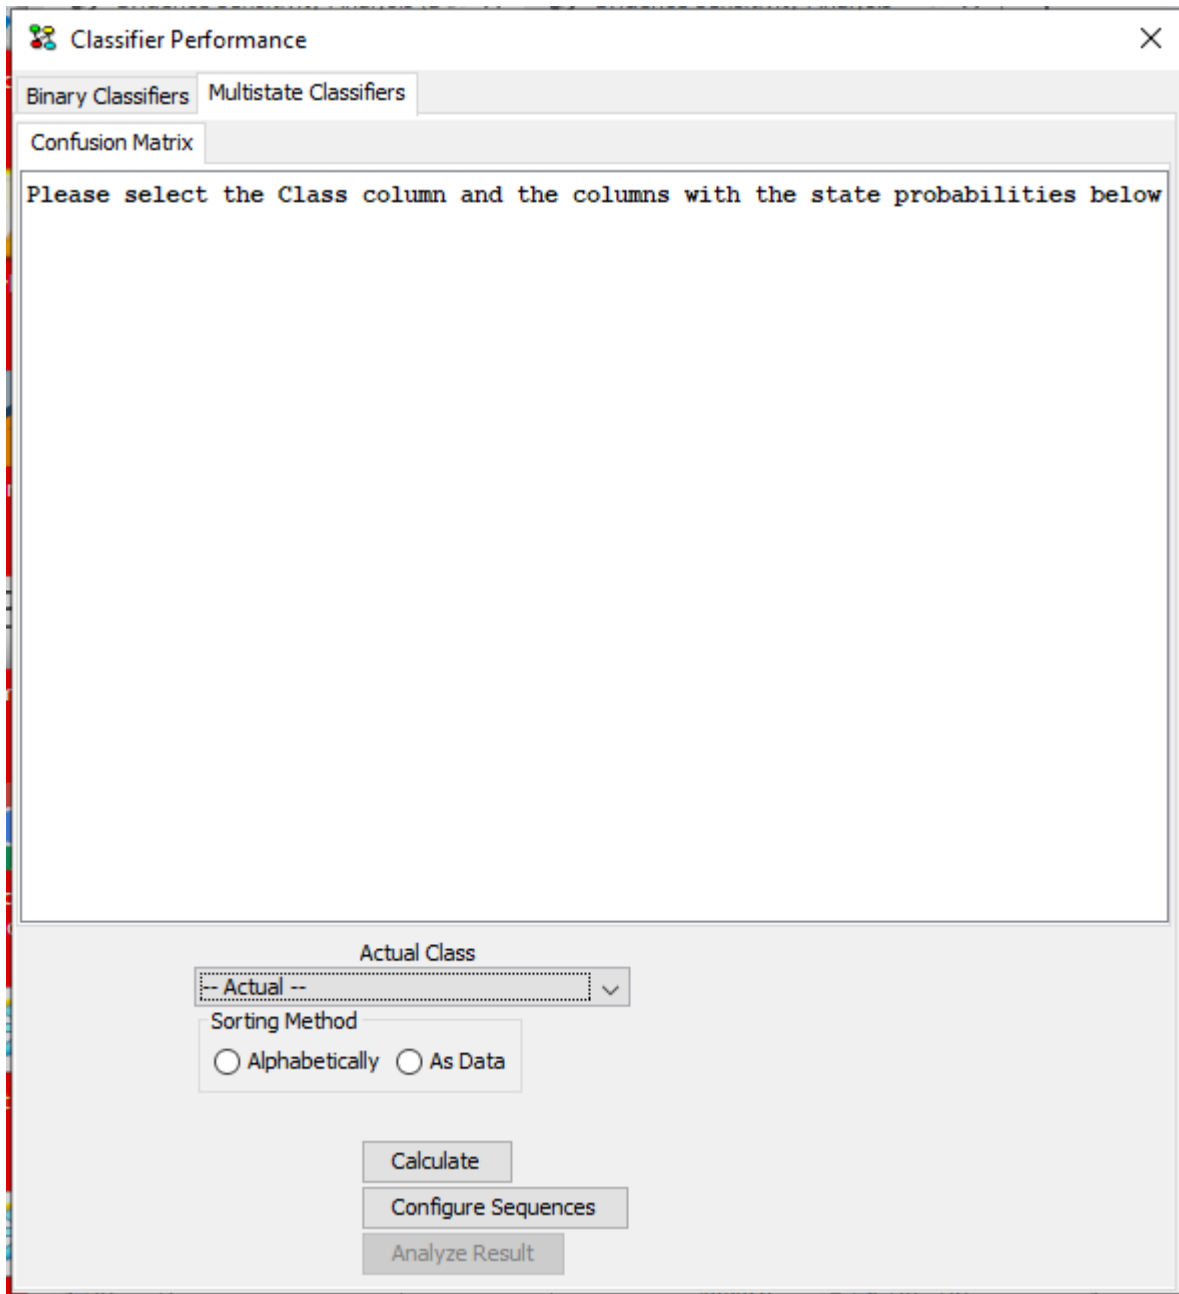 Classifier Performance
Binary Classifiers Multistate Classifiers
Confusion Matrix
Please select the Class column and the columns with the state probabilities below
Actual Class
-- Actual --
Sorting Method
Alphabetically As Data
Calculate
Configure Sequences
Analyze Result